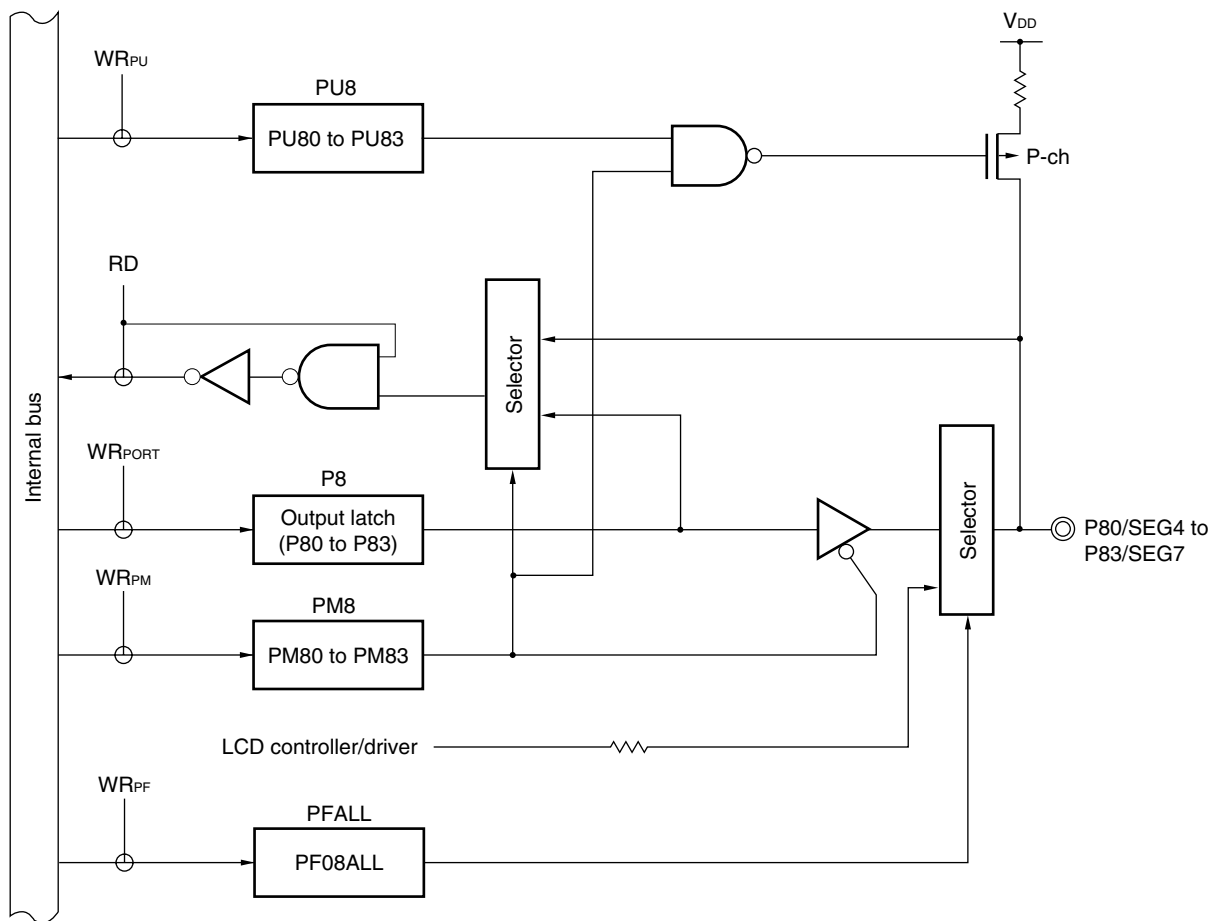 VDD
WRPU
PU8
PU80 to PU83
P-ch
RD
Selector
Internal bus
WRPORT
P8
Output latch
(P80 to P83)
Selector
P80/SEG4 to
P83/SEG7
WRPM
PM8
PM80 to PM83
LCD controller/driver
WRPF
PFALL
PF08ALL